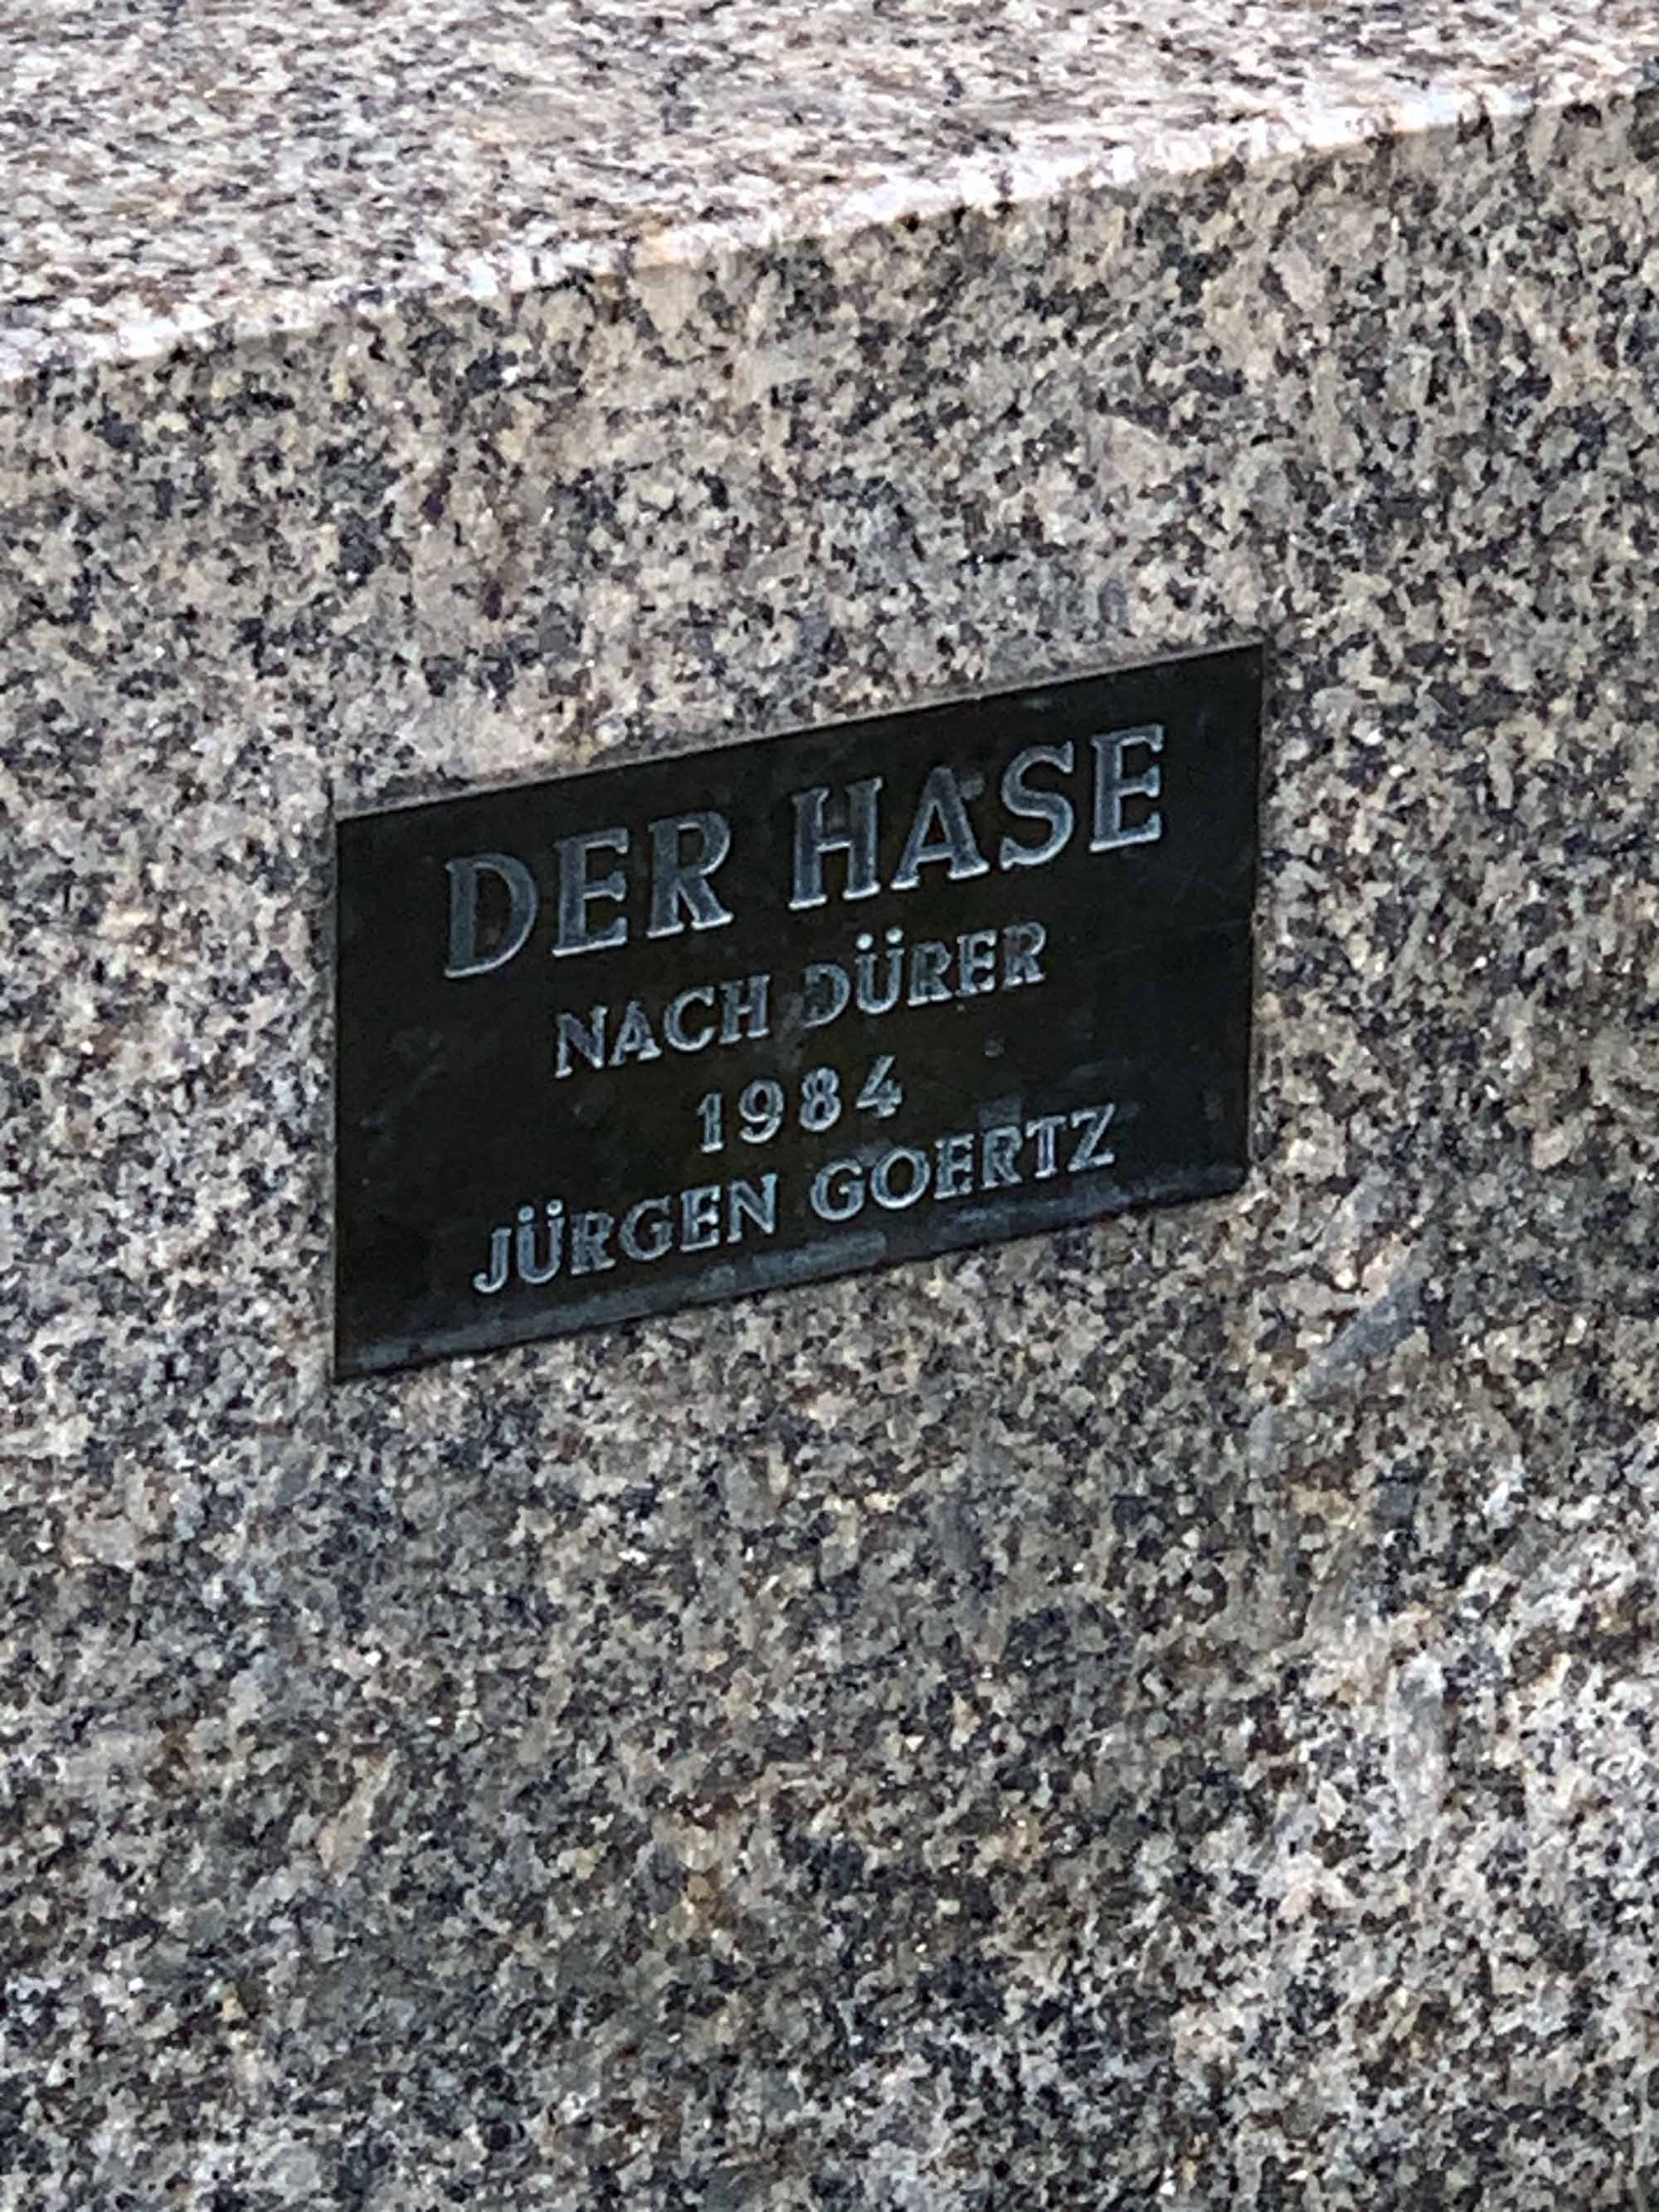 DER HASE
NACH DÜRER
1984
JÜRGEN GOERTZ